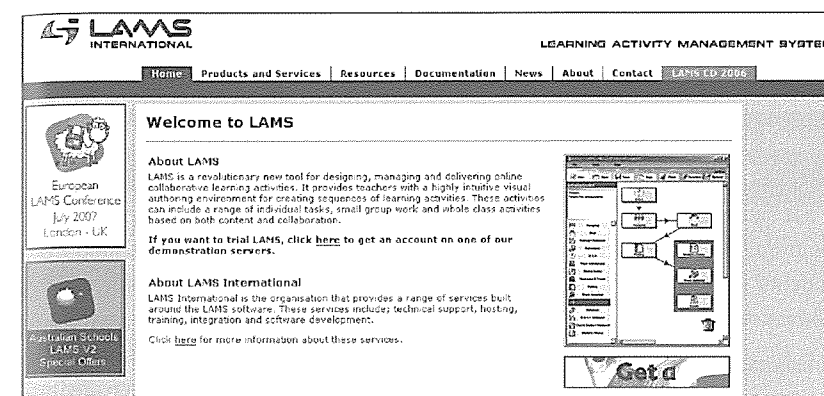 LAMS
INTERNATIONAL
LEARNING ACTIVITY MANAGEMENT SYSTEM
Home Products and Services Resources Documentation News About Contact LAMS CD 2006
European
LAMS Conference
July 2007
London - UK
Australian Schools
LAMS V2
Special Offers
Welcome to LAMS
About LAMS
LAMS is a revolutionary new tool for designing, managing and delivering online
collaborative learning activities. It provides teachers with a highly intuitive visual
authoring environment for creating sequences of learning activities. These activities
can include a range of individual tasks, small group work and whole class activities
based on both content and collaboration.
If you want to trial LAMS, click here to get an account on one of our
demonstration servers.
About LAMS International
LAMS International is the organisation that provides a range of services built
around the LAMS software. These services include; technical support, hosting,
training, integration and software development.
Click here for more information about these services.
Get a